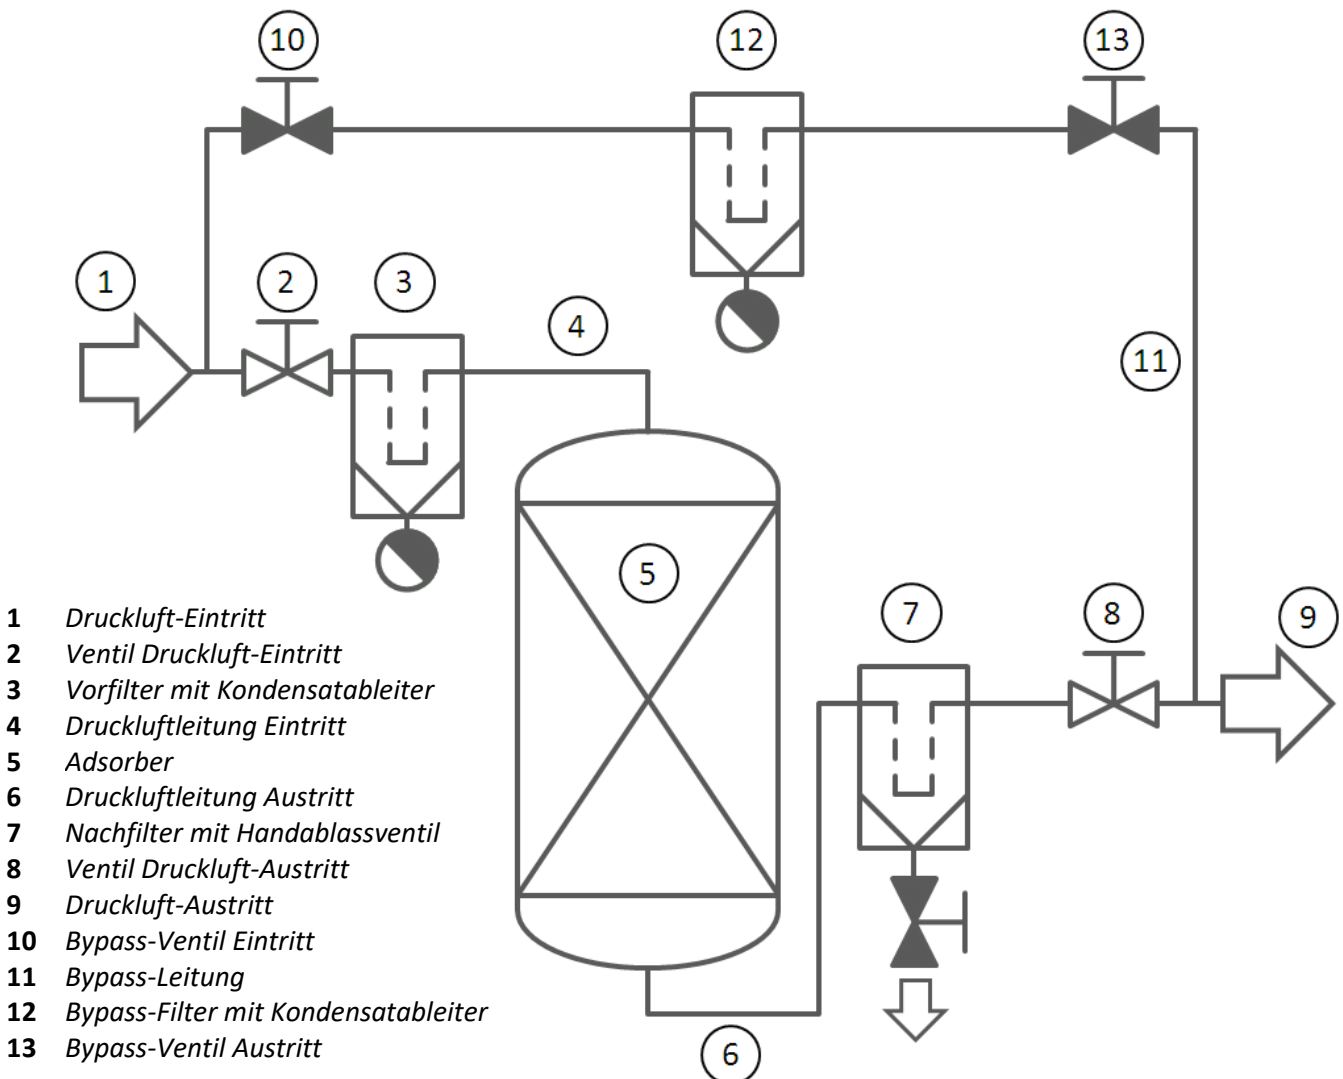 10
12
13
1
2
3
4
11
5
7
8
9
6
1 Druckluft-Eintritt
2 Ventil Druckluft-Eintritt
3 Vorfilter mit Kondensatableiter
4 Druckluftleitung Eintritt
5 Adsorber
6 Druckluftleitung Austritt
7 Nachfilter mit Handablassventil
8 Ventil Druckluft-Austritt
9 Druckluft-Austritt
10 Bypass-Ventil Eintritt
11 Bypass-Leitung
12 Bypass-Filter mit Kondensatableiter
13 Bypass-Ventil Austritt